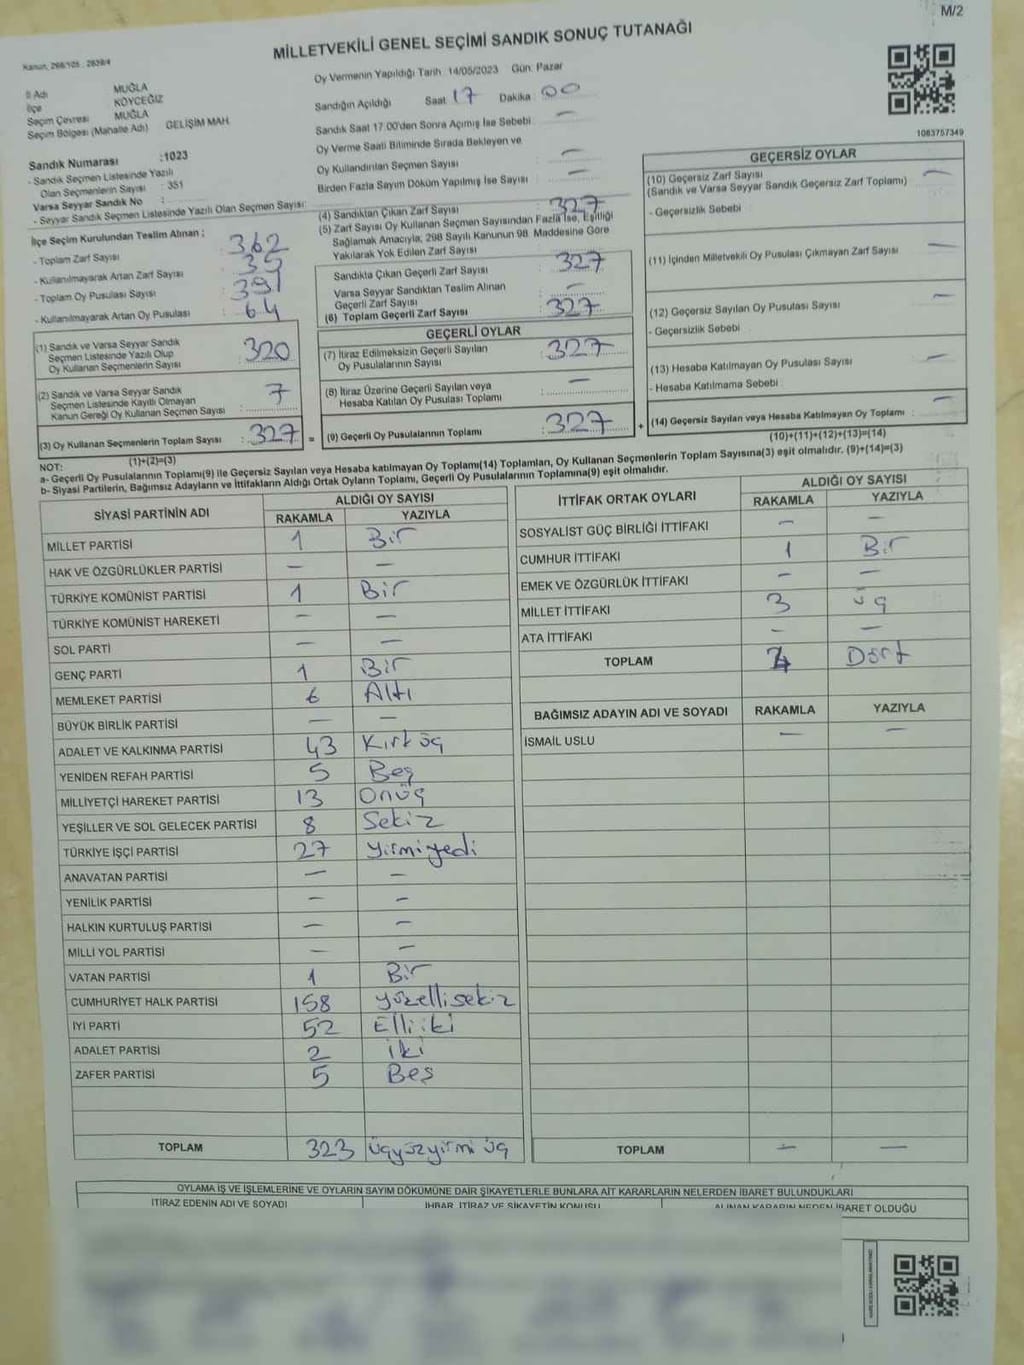 M/2
MİLLETVEKİLİ GENEL SEÇİMİ SANDIK SONUÇ TUTANAĞI
Kanun, 298/105 : 2839/4
Oy Vermenin Yapıldığı Tarih : 14/05/2023 Gün: Pazar
İl Adı MUĞLA
İlçe KÖYCEĞİZ
Seçim Çevresi MUĞLA
Seçim Bölgesi (Mahalle Adı) GELİŞİM MAH.
Sandığın Açıldığı Saat 17 Dakika 00
Sandık Saat 17.00'den Sonra Açımış İse Sebebi —
Oy Verme Saati Bitiminde Sırada Bekleyen ve
Oy Kullandırılan Seçmen Sayısı —
Birden Fazla Sayım Döküm Yapılmış İse Sayısı —
1083757349
Sandık Numarası :1023
- Sandık Seçmen Listesinde Yazılı
Olan Seçmenlerin Sayısı : 351
Varsa Seyyar Sandık No :
- Seyyar Sandık Seçmen Listesinde Yazılı Olan Seçmen Sayısı:
İlçe Seçim Kurulundan Teslim Alınan ;
- Toplam Zarf Sayısı : 362
- Kullanılmayarak Artan Zarf Sayısı : 35
- Toplam Oy Pusulası Sayısı : 391
- Kullanılmayarak Artan Oy Pusulası : 64
(1) Sandık ve Varsa Seyyar Sandık
Seçmen Listesinde Yazılı Olup
Oy Kullanan Seçmenlerin Sayısı : 320
(2) Sandık ve Varsa Seyyar Sandık
Seçmen Listesinde Kayıtlı Olmayan
Kanun Gereği Oy Kullanan Seçmen Sayısı : 7
(3) Oy Kullanan Seçmenlerin Toplam Sayısı : 327 =
(1)+(2)=(3)
(4) Sandıktan Çıkan Zarf Sayısı : 327
(5) Zarf Sayısı Oy Kullanan Seçmen Sayısından Fazla İse, Eşitliği
Sağlamak Amacıyla, 298 Sayılı Kanunun 98. Maddesine Göre
Yakılarak Yok Edilen Zarf Sayısı
Sandıkta Çıkan Geçerli Zarf Sayısı : 327
Varsa Seyyar Sandıktan Teslim Alınan
Geçerli Zarf Sayısı : —
(6) Toplam Geçerli Zarf Sayısı : 327
GEÇERLİ OYLAR
(7) İtiraz Edilmeksizin Geçerli Sayılan
Oy Pusulalarının Sayısı : 327
(8) İtiraz Üzerine Geçerli Sayılan veya
Hesaba Katılan Oy Pusulası Toplamı : —
(9) Geçerli Oy Pusulalarının Toplamı : 327 +
GEÇERSİZ OYLAR
(10) Geçersiz Zarf Sayısı —
(Sandık ve Varsa Seyyar Sandık Geçersiz Zarf Toplamı)
- Geçersizlik Sebebi
(11) İçinden Milletvekili Oy Pusulası Çıkmayan Zarf Sayısı —
(12) Geçersiz Sayılan Oy Pusulası Sayısı —
- Geçersizlik Sebebi
(13) Hesaba Katılmayan Oy Pusulası Sayısı —
- Hesaba Katılmama Sebebi
(14) Geçersiz Sayılan veya Hesaba Katılmayan Oy Toplamı : —
(10)+(11)+(12)+(13)=(14)
NOT:
a- Geçerli Oy Pusulalarının Toplamı(9) ile Geçersiz Sayılan veya Hesaba katılmayan Oy Toplamı(14) Toplamları, Oy Kullanan Seçmenlerin Toplam Sayısına(3) eşit olmalıdır. (9)+(14)=(3)
b- Siyasi Partilerin, Bağımsız Adayların ve İttifakların Aldığı Ortak Oyların Toplamı, Geçerli Oy Pusulalarının Toplamına(9) eşit olmalıdır.
SİYASİ PARTİNİN ADI ALDIĞI OY SAYISI
RAKAMLA YAZIYLA
MİLLET PARTİSİ 1 Bir
HAK VE ÖZGÜRLÜKLER PARTİSİ — —
TÜRKİYE KOMÜNİST PARTİSİ 1 Bir
TÜRKİYE KOMÜNİST HAREKETİ — —
SOL PARTİ — —
GENÇ PARTİ 1 Bir
MEMLEKET PARTİSİ 6 Altı
BÜYÜK BİRLİK PARTİSİ — —
ADALET VE KALKINMA PARTİSİ 43 Kırküç
YENİDEN REFAH PARTİSİ 5 Beş
MİLLİYETÇİ HAREKET PARTİSİ 13 Onüç
YEŞİLLER VE SOL GELECEK PARTİSİ 8 Sekiz
TÜRKİYE İŞÇİ PARTİSİ 27 Yirmiyedi
ANAVATAN PARTİSİ — —
YENİLİK PARTİSİ — —
HALKIN KURTULUŞ PARTİSİ — —
MİLLİ YOL PARTİSİ — —
VATAN PARTİSİ 1 Bir
CUMHURİYET HALK PARTİSİ 158 yüzellisekiz
İYİ PARTİ 52 Elliiki
ADALET PARTİSİ 2 iki
ZAFER PARTİSİ 5 Beş
TOPLAM 323 üçyüzyirmi üç
İTTİFAK ORTAK OYLARI ALDIĞI OY SAYISI
RAKAMLA YAZIYLA
SOSYALİST GÜÇ BİRLİĞİ İTTİFAKI — —
CUMHUR İTTİFAKI 1 Bir
EMEK VE ÖZGÜRLÜK İTTİFAKI — —
MİLLET İTTİFAKI 3 üç
ATA İTTİFAKI — —
TOPLAM 4 Dört
BAĞIMSIZ ADAYIN ADI VE SOYADI RAKAMLA YAZIYLA
İSMAİL USLU — —
TOPLAM — —
OYLAMA İŞ VE İŞLEMLERİNE VE OYLARIN SAYIM DÖKÜMÜNE DAİR ŞİKAYETLERLE BUNLARA AİT KARARLARIN NELERDEN İBARET BULUNDUKLARI
İTİRAZ EDENİN ADI VE SOYADI İHBAR, İTİRAZ VE ŞİKAYETİN KONUSU ALINAN KARARIN NEDEN İBARET OLDUĞU